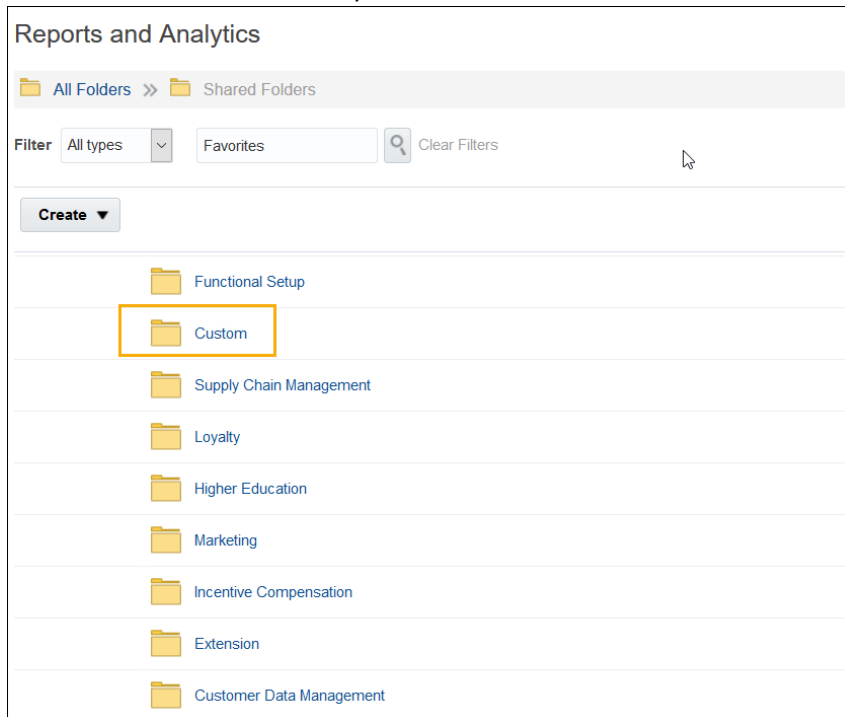 Reports and Analytics
All Folders >> Shared Folders
Filter All types Favorites Clear Filters
Create ▼
Functional Setup
Custom
Supply Chain Management
Loyalty
Higher Education
Marketing
Incentive Compensation
Extension
Customer Data Management